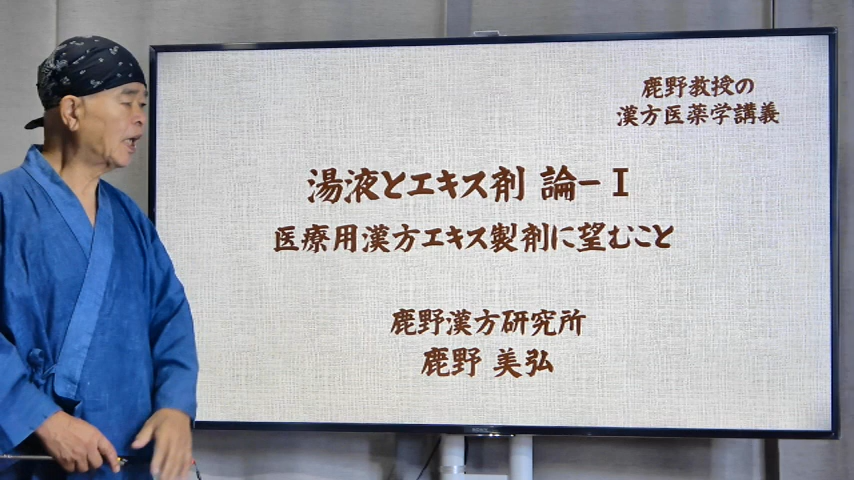 鹿野教授の
漢方医薬学講義
湯液とエキス剤 論-Ⅰ
医療用漢方エキス製剤に望むこと
鹿野漢方研究所
鹿野 美弘
SONY